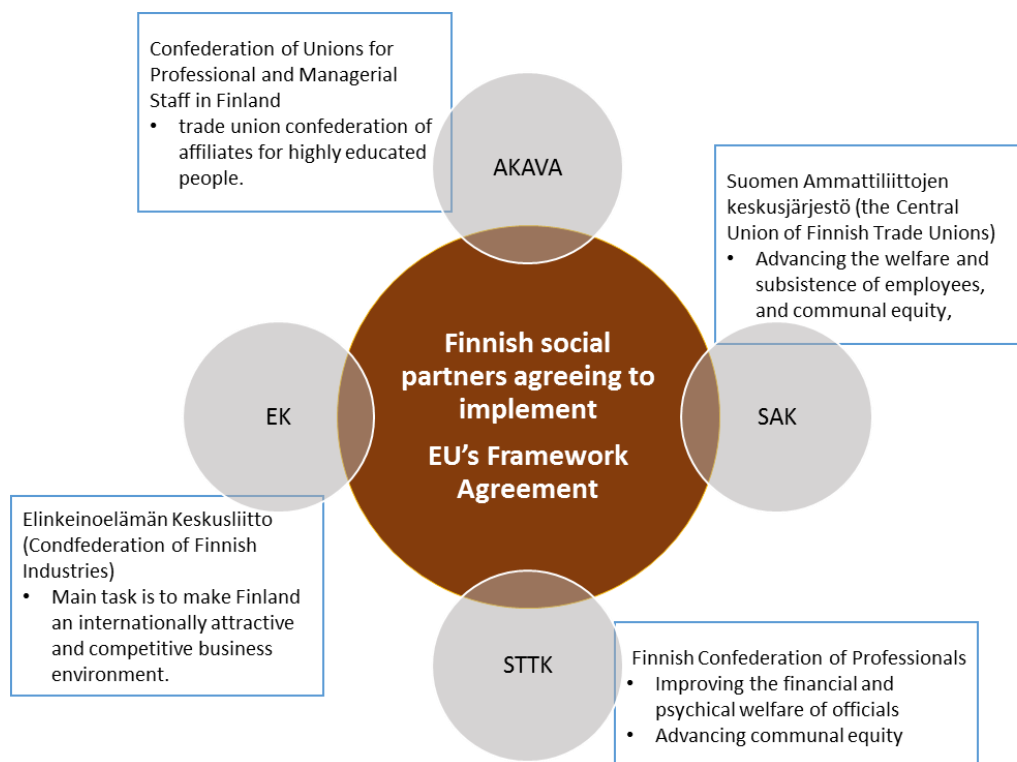 Confederation of Unions for
Professional and Managerial
Staff in Finland
• trade union confederation of
affiliates for highly educated
people.
AKAVA
Suomen Ammattiliittojen
keskusjärjestö (the Central
Union of Finnish Trade Unions)
• Advancing the welfare and
subsistence of employees,
and communal equity,
Finnish social
partners agreeing to
implement
EU's Framework
Agreement
EK
SAK
Elinkeinoelämän Keskusliitto
(Condfederation of Finnish
Industries)
• Main task is to make Finland
an internationally attractive
and competitive business
environment.
STTK
Finnish Confederation of Professionals
• Improving the financial and
psychical welfare of officials
• Advancing communal equity